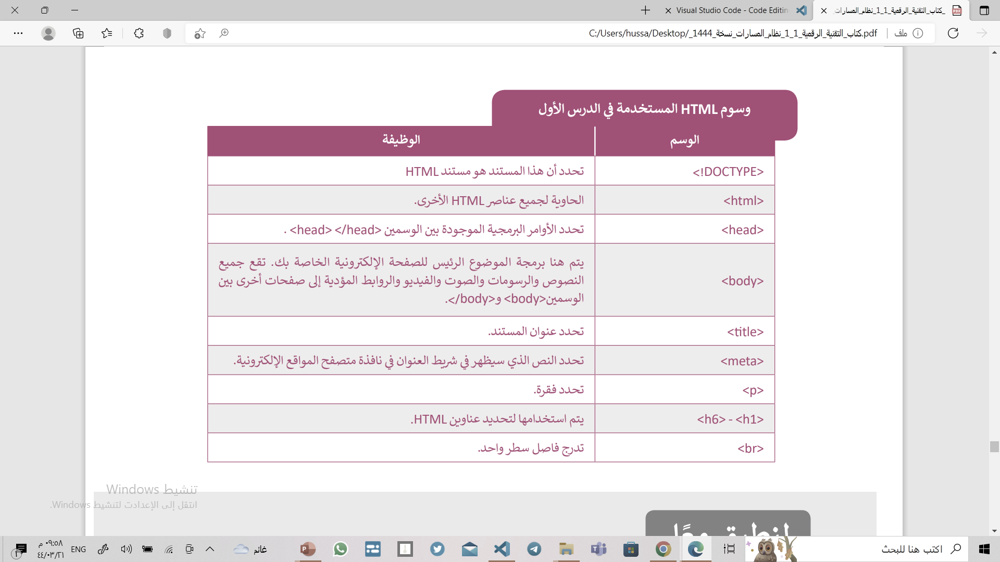 كتاب_التقنية_الرقمية_1_1_نظام_المسارات_
Visual Studio Code - Code Editin
ملف
C:/Users/hussa/Desktop/_1444_كتاب_التقنية_الرقمية_1_1_نظام_المسارات_نسخة.pdf
وسوم HTML المستخدمة في الدرس الأول
الوسم الوظيفة
<!DOCTYPE> تحدد أن هذا المستند هو مستند HTML
<html> الحاوية لجميع عناصر HTML الأخرى.
<head> تحدد الأوامر البرمجية الموجودة بين الوسمين <head> </head> .
<body> يتم هنا برمجة الموضوع الرئيس للصفحة الإلكترونية الخاصة بك. تقع جميع
النصوص والرسومات والصوت والفيديو والروابط المؤدية إلى صفحات أخرى بين
الوسمين<body> و</body>.
<title> تحدد عنوان المستند.
<meta> تحدد النص الذي سيظهر في شريط العنوان في نافذة متصفح المواقع الإلكترونية.
<p> تحدد فقرة.
<h1> - <h6> يتم استخدامها لتحديد عناوين HTML.
<br> تدرج فاصل سطر واحد.
تنشيط Windows
انتقل إلى الإعدادت لتنشيط Windows.
لنطبق معًا
اكتب هنا للبحث
غائم
ENG
٠٩:٥٨ م
٤٤/٠٣/٢١